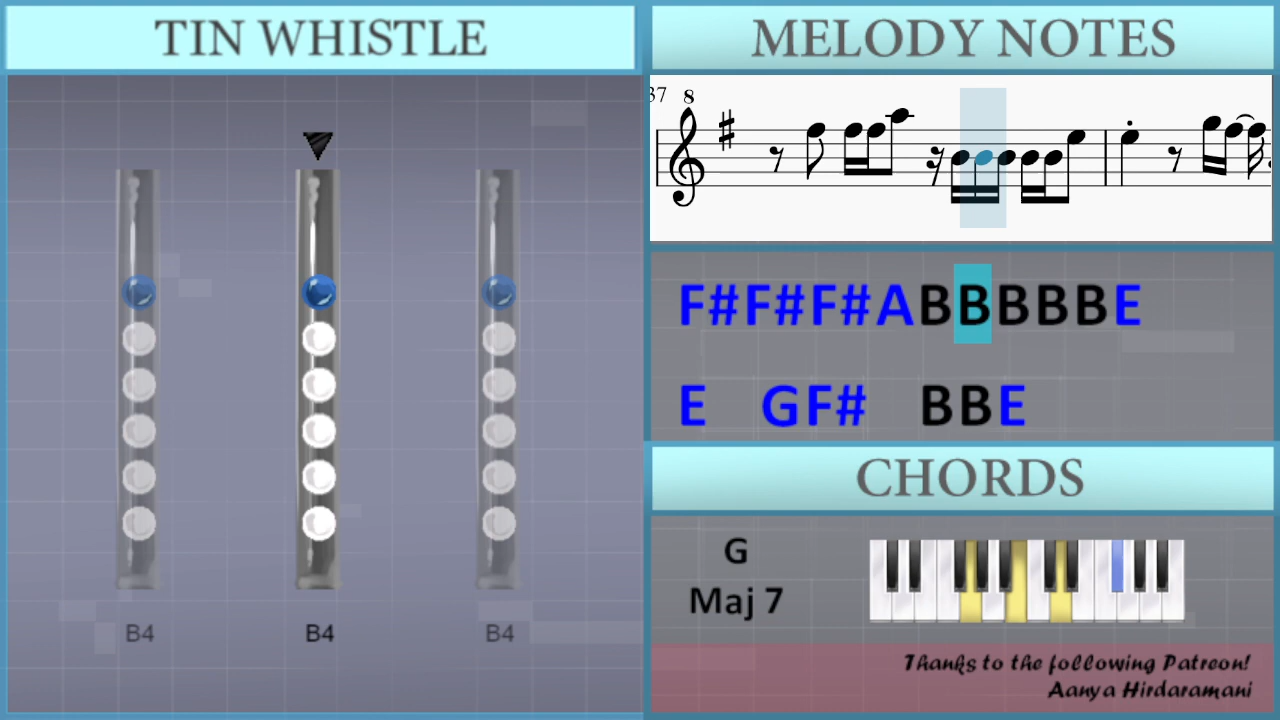 TIN WHISTLE
B4
B4
B4
MELODY NOTES
37
8
F#F#F#ABBBBBE
E GF# BBE
CHORDS
G
Maj 7
Thanks to the following Patreon!
Aanya Hirdaramani